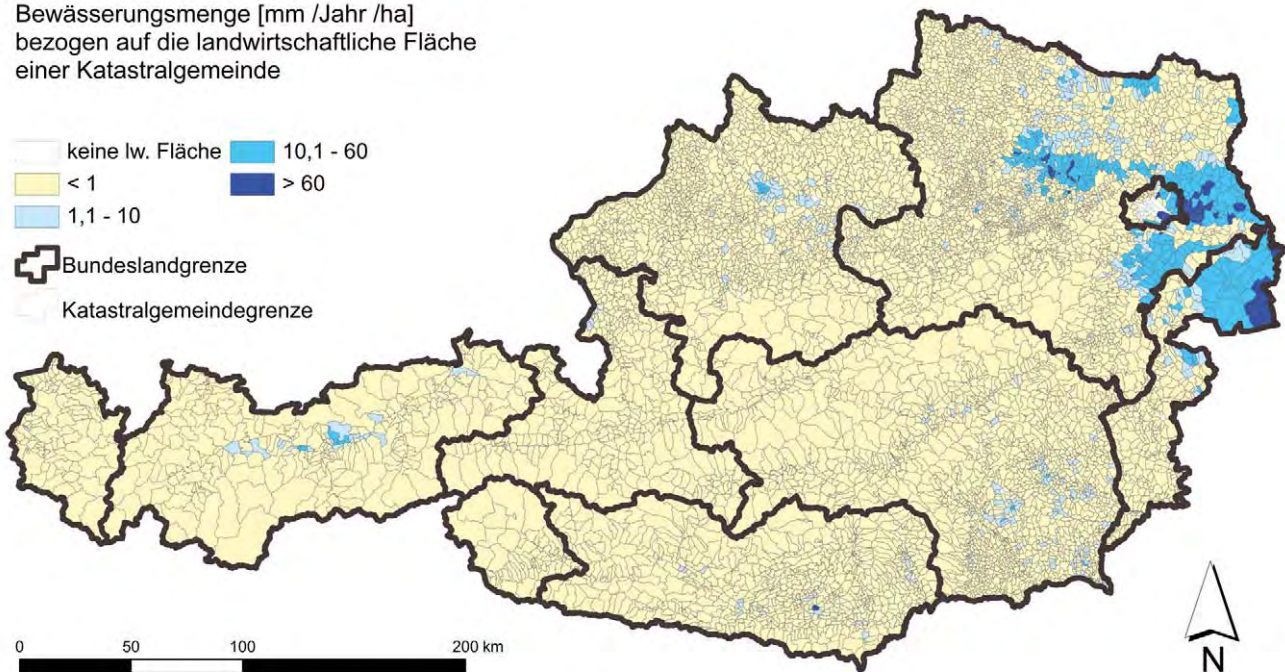 Bewässerungsmenge [mm /Jahr /ha]
bezogen auf die landwirtschaftliche Fläche
einer Katastralgemeinde
keine lw. Fläche
10,1 - 60
< 1
> 60
1,1 - 10
Bundeslandgrenze
Katastralgemeindegrenze
0 50 100 200 km
N